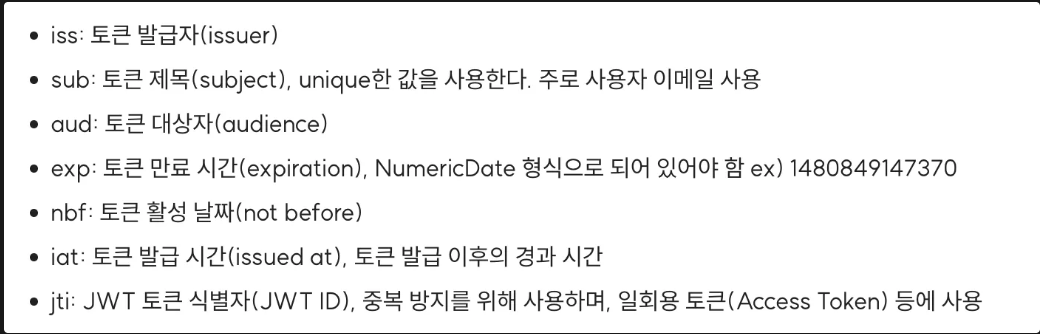 • iss: 토큰 발급자(issuer)
• sub: 토큰 제목(subject), unique한 값을 사용한다. 주로 사용자 이메일 사용
• aud: 토큰 대상자(audience)
• exp: 토큰 만료 시간(expiration), NumericDate 형식으로 되어 있어야 함 ex) 1480849147370
• nbf: 토큰 활성 날짜(not before)
• iat: 토큰 발급 시간(issued at), 토큰 발급 이후의 경과 시간
• jti: JWT 토큰 식별자(JWT ID), 중복 방지를 위해 사용하며, 일회용 토큰(Access Token) 등에 사용